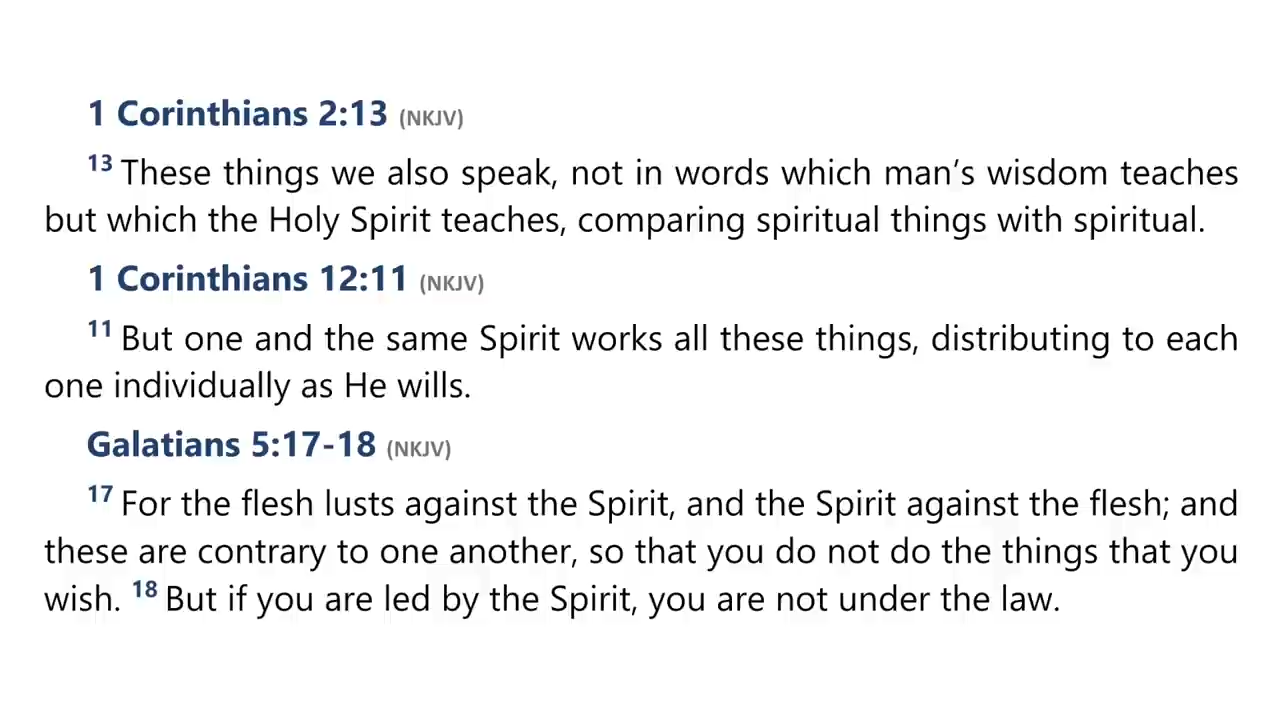 1 Corinthians 2:13 (NKJV)
13 These things we also speak, not in words which man’s wisdom teaches
but which the Holy Spirit teaches, comparing spiritual things with spiritual.
1 Corinthians 12:11 (NKJV)
11 But one and the same Spirit works all these things, distributing to each
one individually as He wills.
Galatians 5:17-18 (NKJV)
17 For the flesh lusts against the Spirit, and the Spirit against the flesh; and
these are contrary to one another, so that you do not do the things that you
wish. 18 But if you are led by the Spirit, you are not under the law.